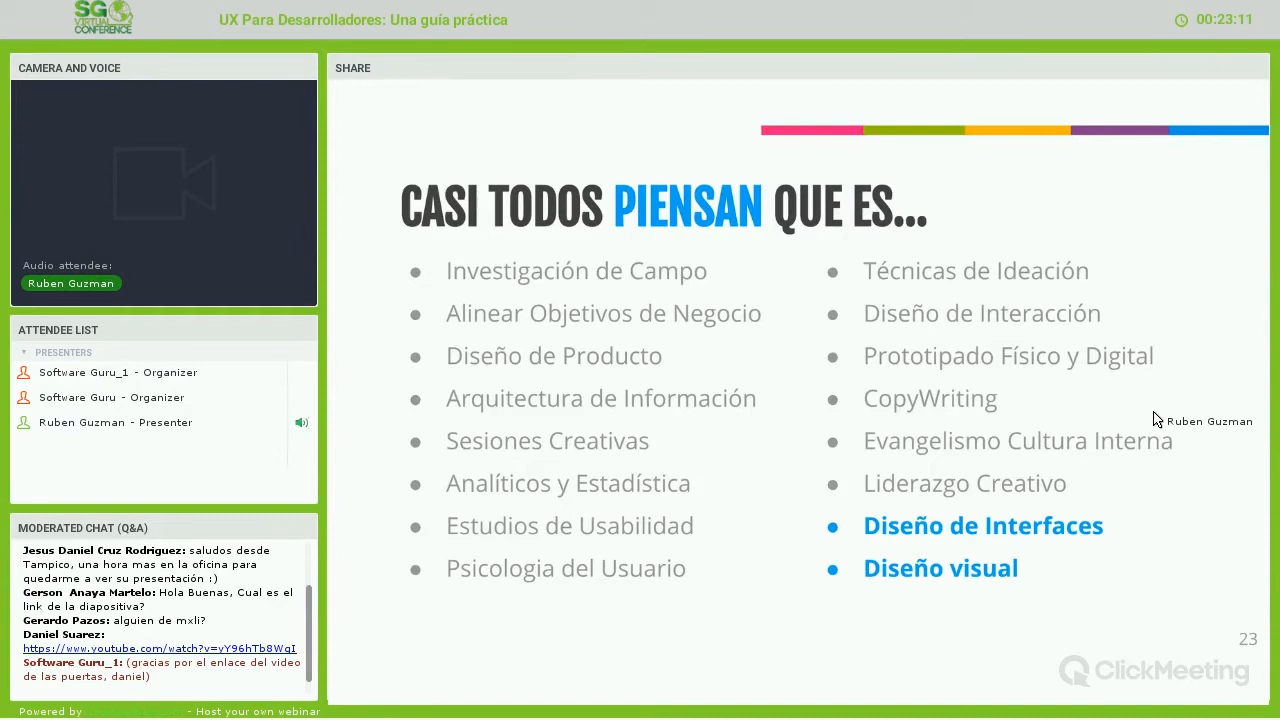 SG
VIRTUAL
CONFERENCE
UX Para Desarrolladores: Una guía práctica
00:23:11
CAMERA AND VOICE
Audio attendee:
Ruben Guzman
ATTENDEE LIST
PRESENTERS
Software Guru_1 - Organizer
Software Guru - Organizer
Ruben Guzman - Presenter
MODERATED CHAT (Q&A)
Jesus Daniel Cruz Rodriguez: saludos desde
Tampico, una hora mas en la oficina para
quedarme a ver su presentación :)
Gerson Anaya Martelo: Hola Buenas, Cual es el
link de la diapositiva?
Gerardo Pazos: alguien de mxli?
Daniel Suarez:
https://www.youtube.com/watch?v=yY96hTb8WgI
Software Guru_1: (gracias por el enlace del video
de las puertas, daniel)
Powered by - Host your own webinar
SHARE
CASI TODOS PIENSAN QUE ES...
● Investigación de Campo
● Alinear Objetivos de Negocio
● Diseño de Producto
● Arquitectura de Información
● Sesiones Creativas
● Analíticos y Estadística
● Estudios de Usabilidad
● Psicologia del Usuario
● Técnicas de Ideación
● Diseño de Interacción
● Prototipado Físico y Digital
● CopyWriting
● Evangelismo Cultura Interna
● Liderazgo Creativo
● Diseño de Interfaces
● Diseño visual
Ruben Guzman
23
ClickMeeting